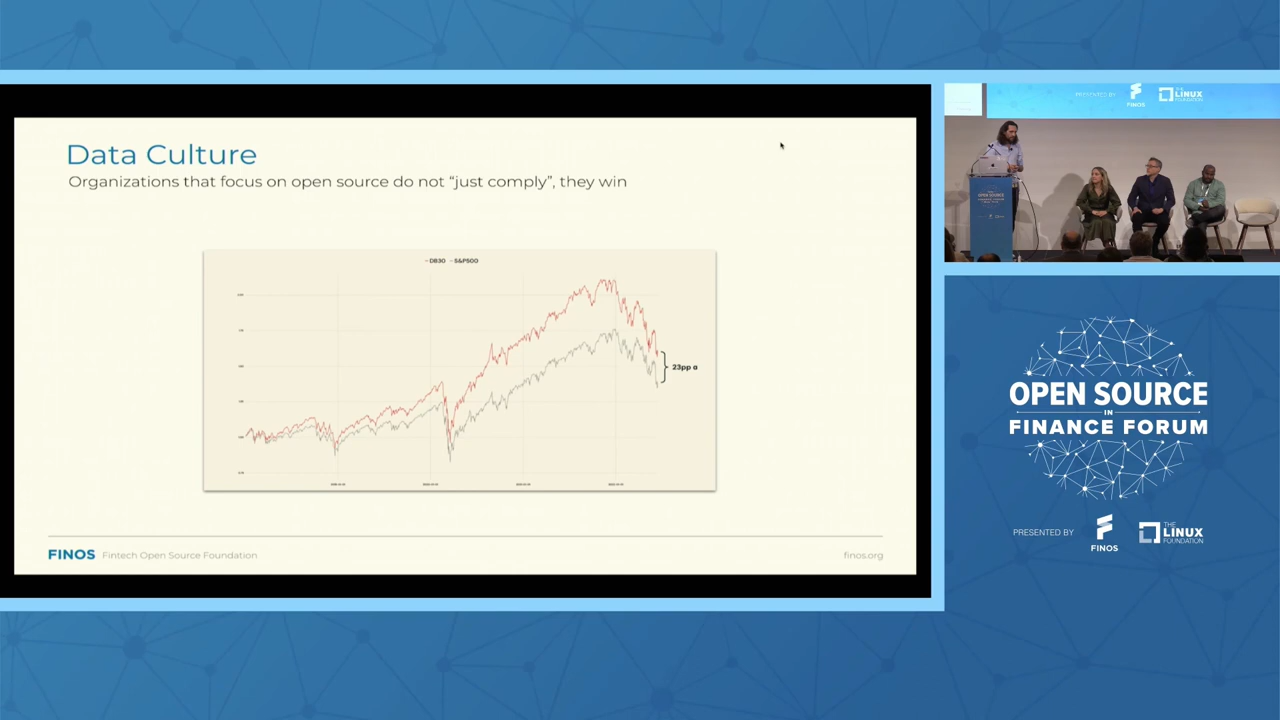 Data Culture
Organizations that focus on open source do not “just comply”, they win
DB30 S&P500
23pp a
FINOS Fintech Open Source Foundation
finos.org
PRESENTED BY
FINOS
THE
LINUX
FOUNDATION
OPEN SOURCE
IN
FINANCE FORUM
PRESENTED BY
FINOS
THE
LINUX
FOUNDATION